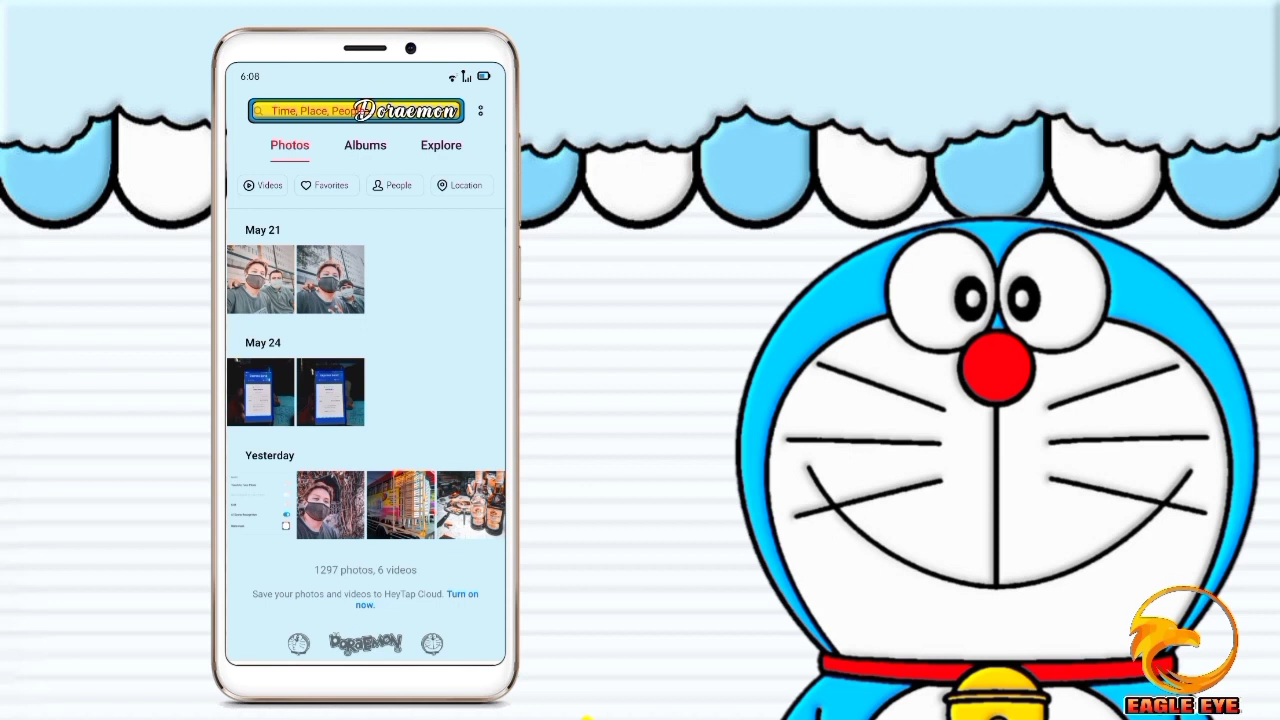 6:08
Time, Place, Peop
Doraemon
Photos
Albums
Explore
Videos
Favorites
People
Location
May 21
May 24
Yesterday
1297 photos, 6 videos
Save your photos and videos to HeyTap Cloud. Turn on
now.
DORAEMON
EAGLE EYE